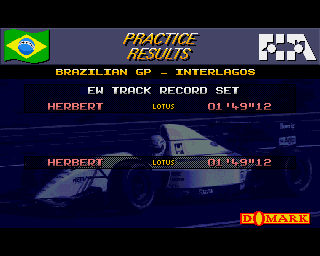 PRACTICE
RESULTS
FIA
BRAZILIAN GP - INTERLAGOS
EW TRACK RECORD SET
HERBERT LOTUS 01'49"12
HERBERT LOTUS 01'49"12
DOMARK